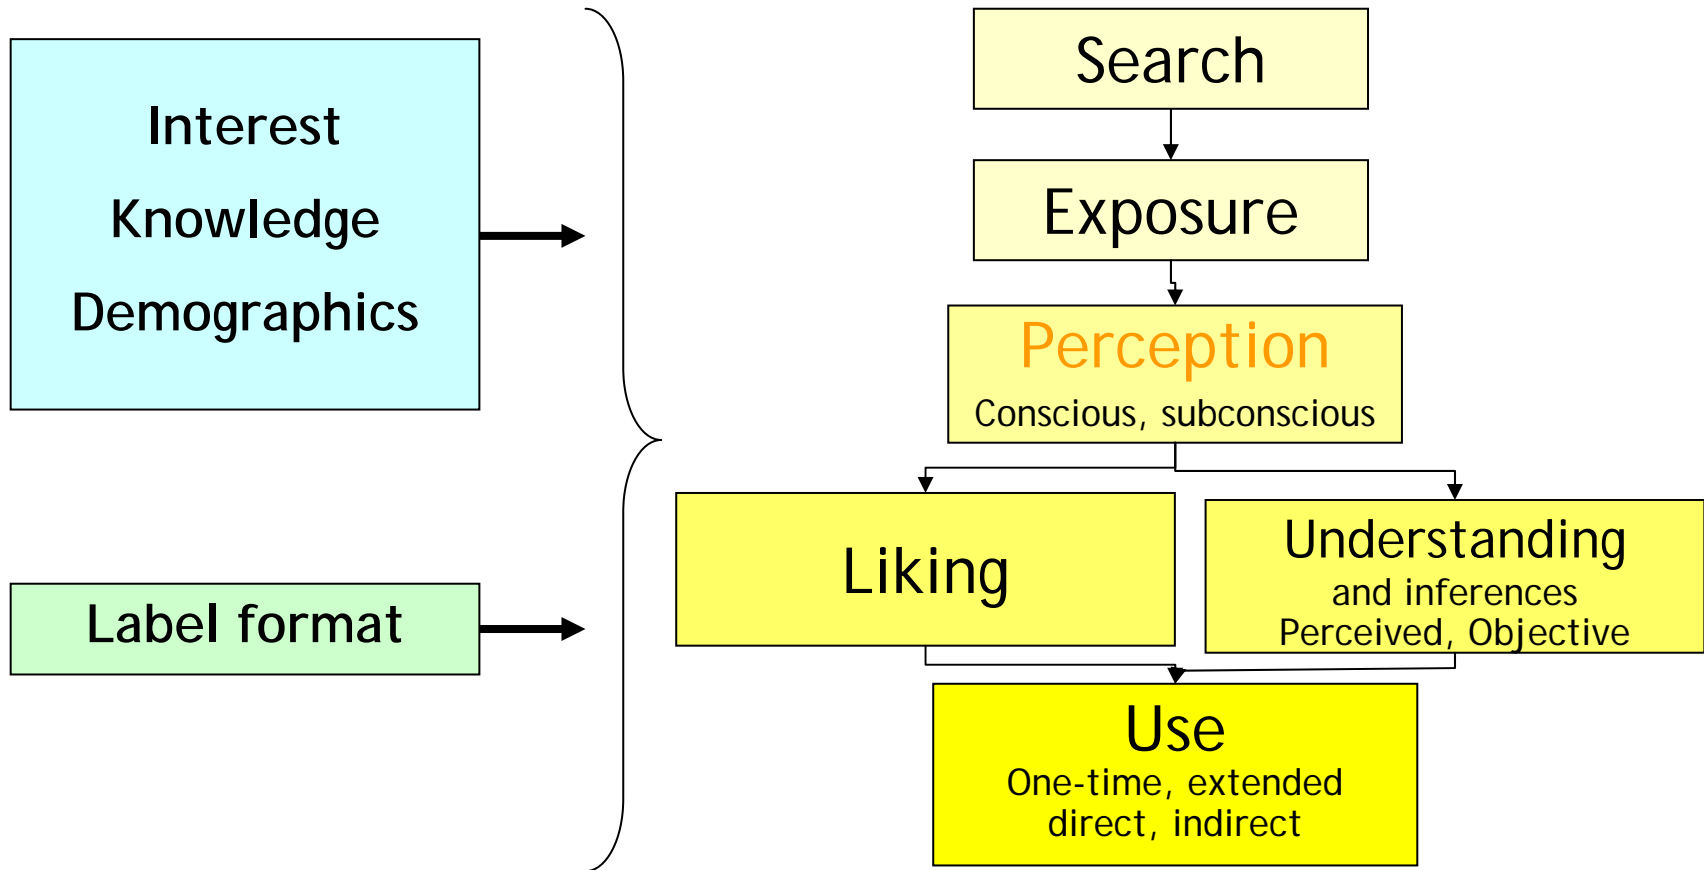 Interest
Knowledge
Demographics
Label format
Search
Exposure
Perception
Conscious, subconscious
Liking
Understanding
and inferences
Perceived, Objective
Use
One-time, extended
direct, indirect